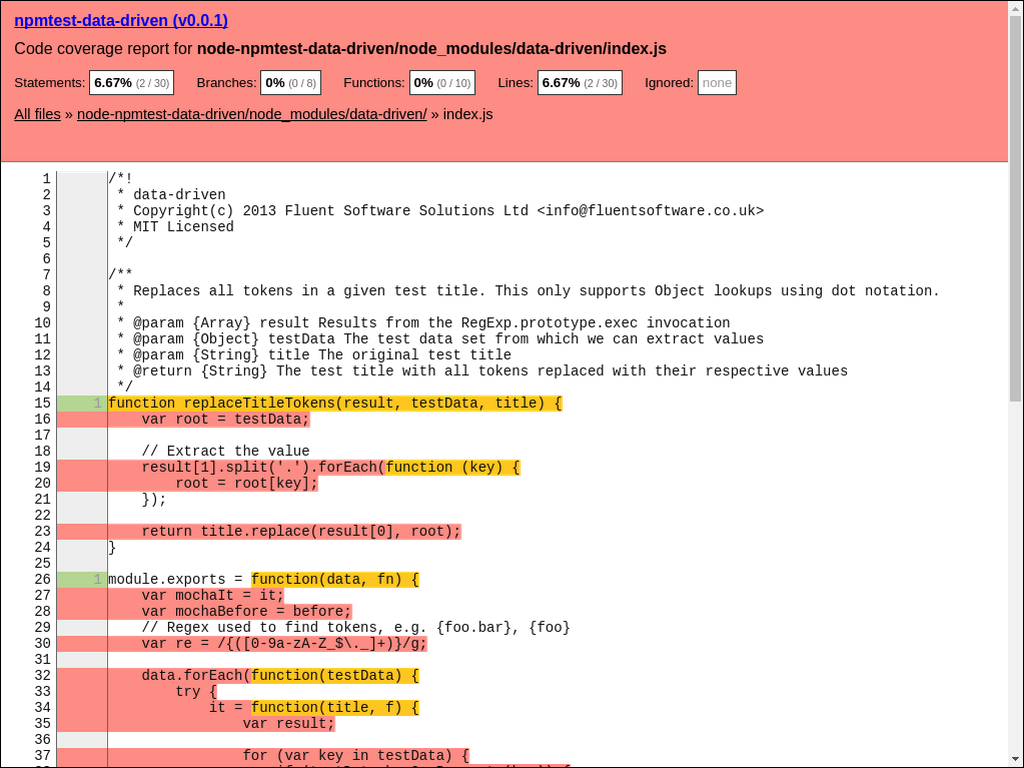 npmtest-data-driven (v0.0.1)
Code coverage report for node-npmtest-data-driven/node_modules/data-driven/index.js
Statements: 6.67% (2 / 30) Branches: 0% (0 / 8) Functions: 0% (0 / 10) Lines: 6.67% (2 / 30) Ignored: none
All files » node-npmtest-data-driven/node_modules/data-driven/ » index.js
1 /*!
2 * data-driven
3 * Copyright(c) 2013 Fluent Software Solutions Ltd <info@fluentsoftware.co.uk>
4 * MIT Licensed
5 */
6
7 /**
8 * Replaces all tokens in a given test title. This only supports Object lookups using dot notation.
9 *
10 * @param {Array} result Results from the RegExp.prototype.exec invocation
11 * @param {Object} testData The test data set from which we can extract values
12 * @param {String} title The original test title
13 * @return {String} The test title with all tokens replaced with their respective values
14 */
15 1 function replaceTitleTokens(result, testData, title) {
16 var root = testData;
17
18 // Extract the value
19 result[1].split('.').forEach(function (key) {
20 root = root[key];
21 });
22
23 return title.replace(result[0], root);
24 }
25
26 1 module.exports = function(data, fn) {
27 var mochaIt = it;
28 var mochaBefore = before;
29 // Regex used to find tokens, e.g. {foo.bar}, {foo}
30 var re = /{([0-9a-zA-Z_$\._]+)}/g;
31
32 data.forEach(function(testData) {
33 try {
34 it = function(title, f) {
35 var result;
36
37 for (var key in testData) {